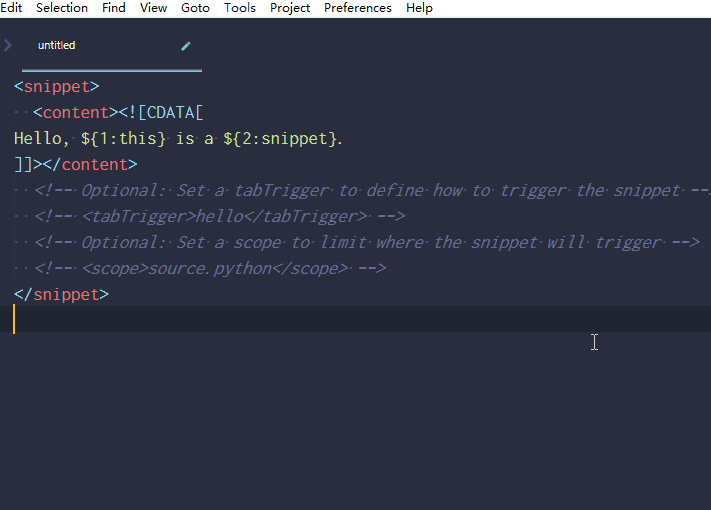 Edit Selection Find View Goto Tools Project Preferences Help
untitled
<snippet>
  <content><![CDATA[
Hello, ${1:this} is a ${2:snippet}.
]]></content>
  <!-- Optional: Set a tabTrigger to define how to trigger the snippet --
  <!-- <tabTrigger>hello</tabTrigger> -->
  <!-- Optional: Set a scope to limit where the snippet will trigger -->
  <!-- <scope>source.python</scope> -->
</snippet>